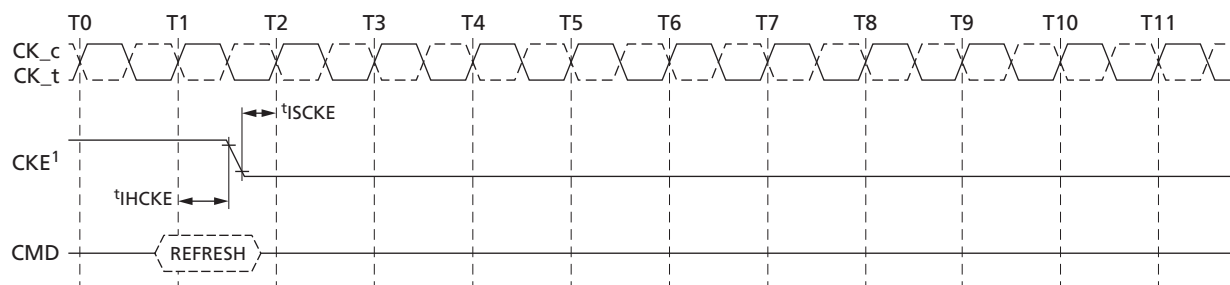 T0 T1 T2 T3 T4 T5 T6 T7 T8 T9 T10 T11
CK_c
CK_t
tISCKE
CKE1
tIHCKE
CMD REFRESH